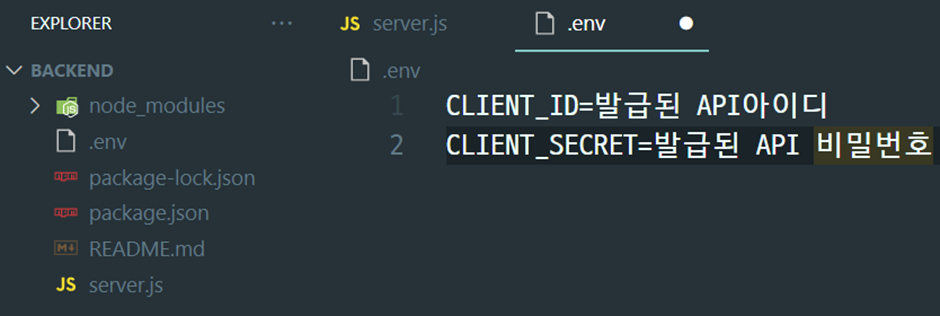 EXPLORER
···
JS server.js
.env
BACKEND
.env
node_modules
1 CLIENT_ID=발급된 API아이디
.env
2 CLIENT_SECRET=발급된 API 비밀번호
package-lock.json
package.json
README.md
JS server.js